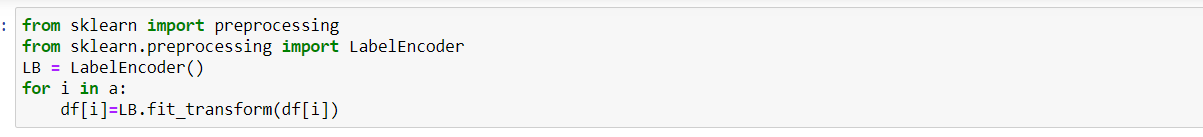 : from sklearn import preprocessing
from sklearn.preprocessing import LabelEncoder
LB = LabelEncoder()
for i in a:
    df[i]=LB.fit_transform(df[i])